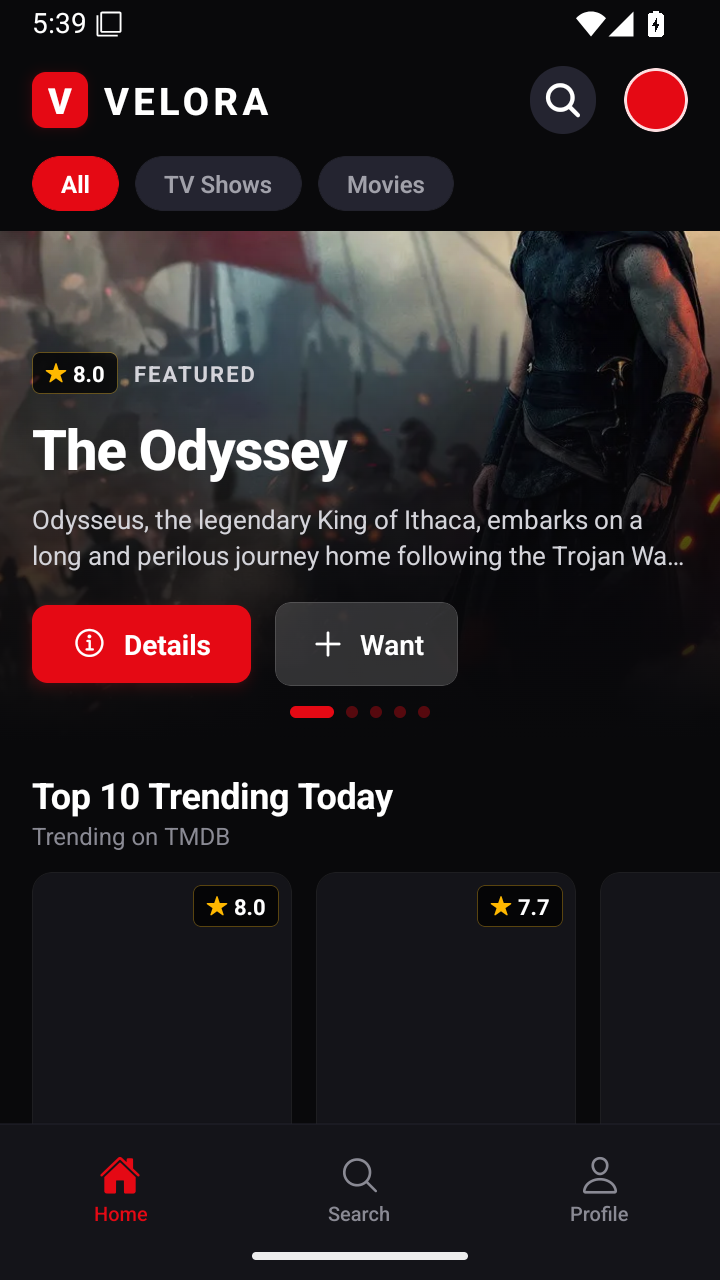 5:39
V VELORA
All TV Shows Movies
8.0 FEATURED
The Odyssey
Odysseus, the legendary King of Ithaca, embarks on a
long and perilous journey home following the Trojan Wa...
Details Want
Top 10 Trending Today
Trending on TMDB
8.0 7.7
Home Search Profile